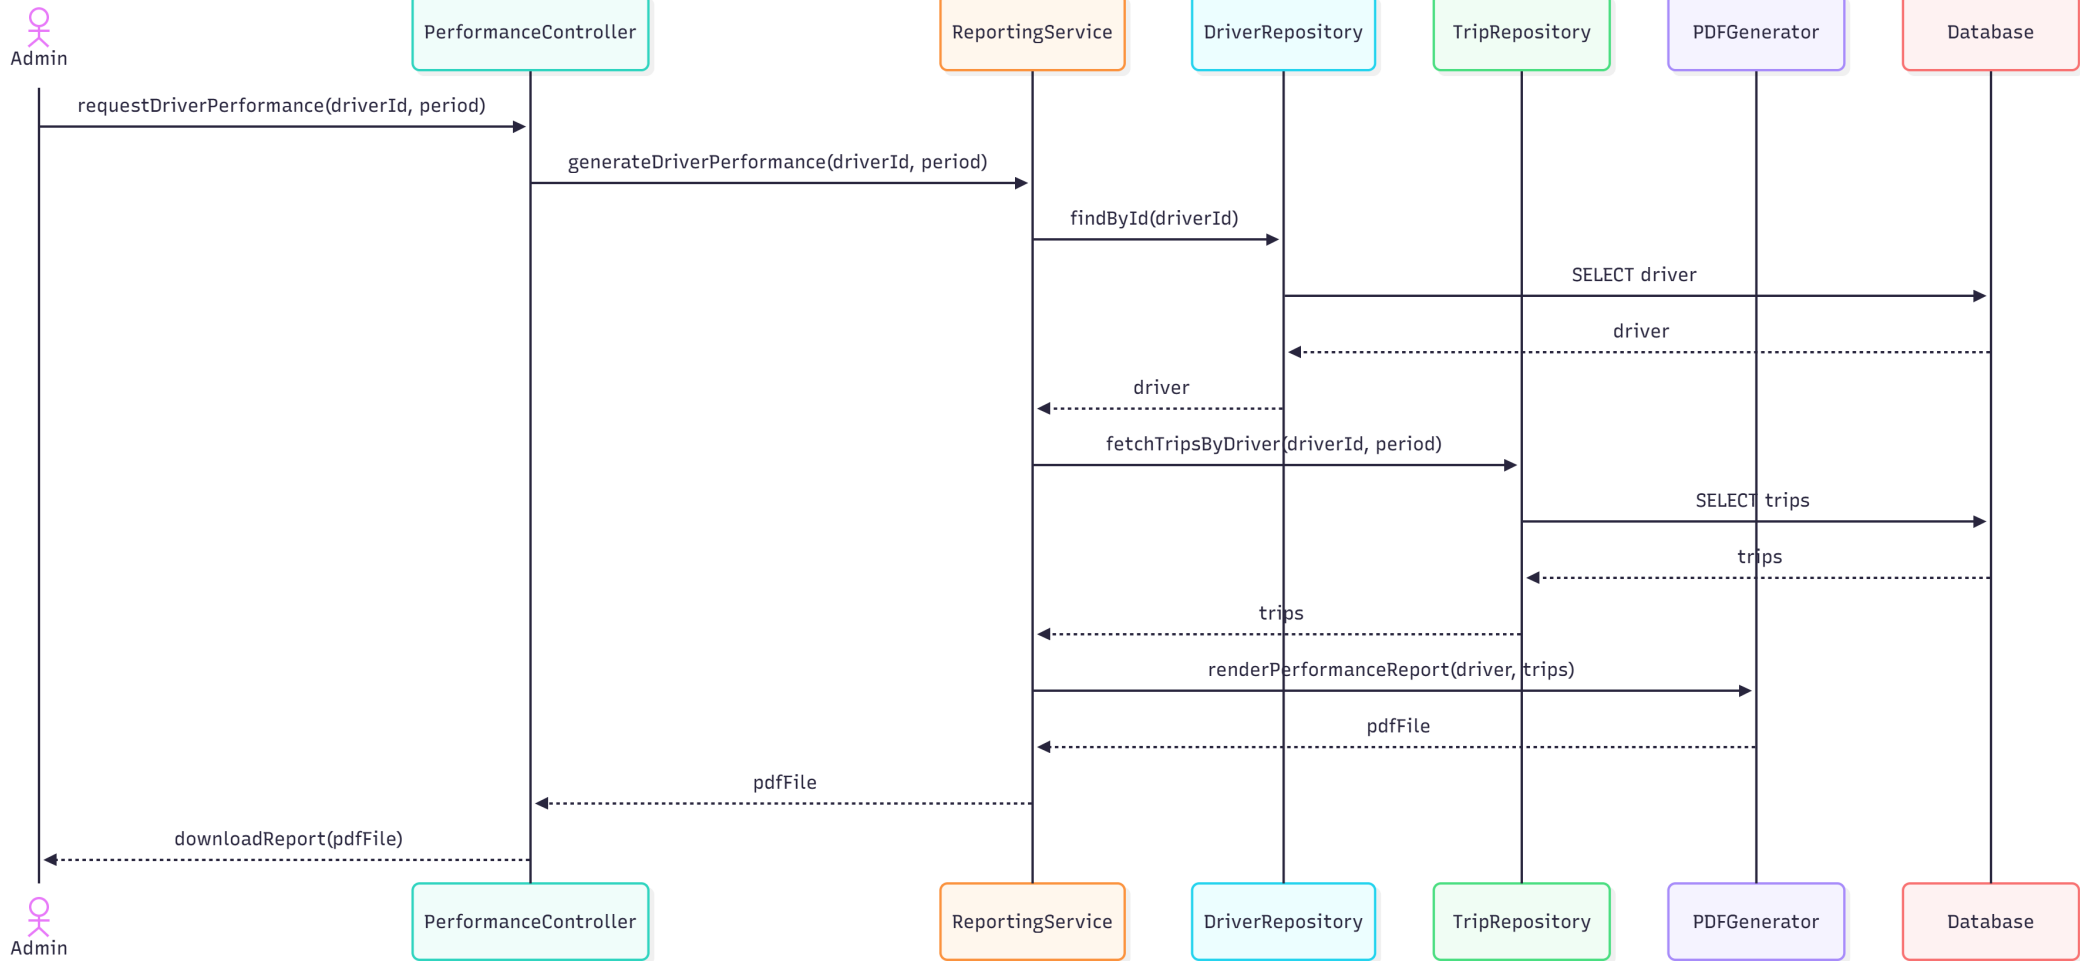 Admin
PerformanceController
ReportingService
DriverRepository
TripRepository
PDFGenerator
Database
requestDriverPerformance(driverId, period)
generateDriverPerformance(driverId, period)
findById(driverId)
SELECT driver
driver
driver
fetchTripsByDriver(driverId, period)
SELECT trips
trips
trips
renderPerformanceReport(driver, trips)
pdfFile
pdfFile
downloadReport(pdfFile)
Admin
PerformanceController
ReportingService
DriverRepository
TripRepository
PDFGenerator
Database